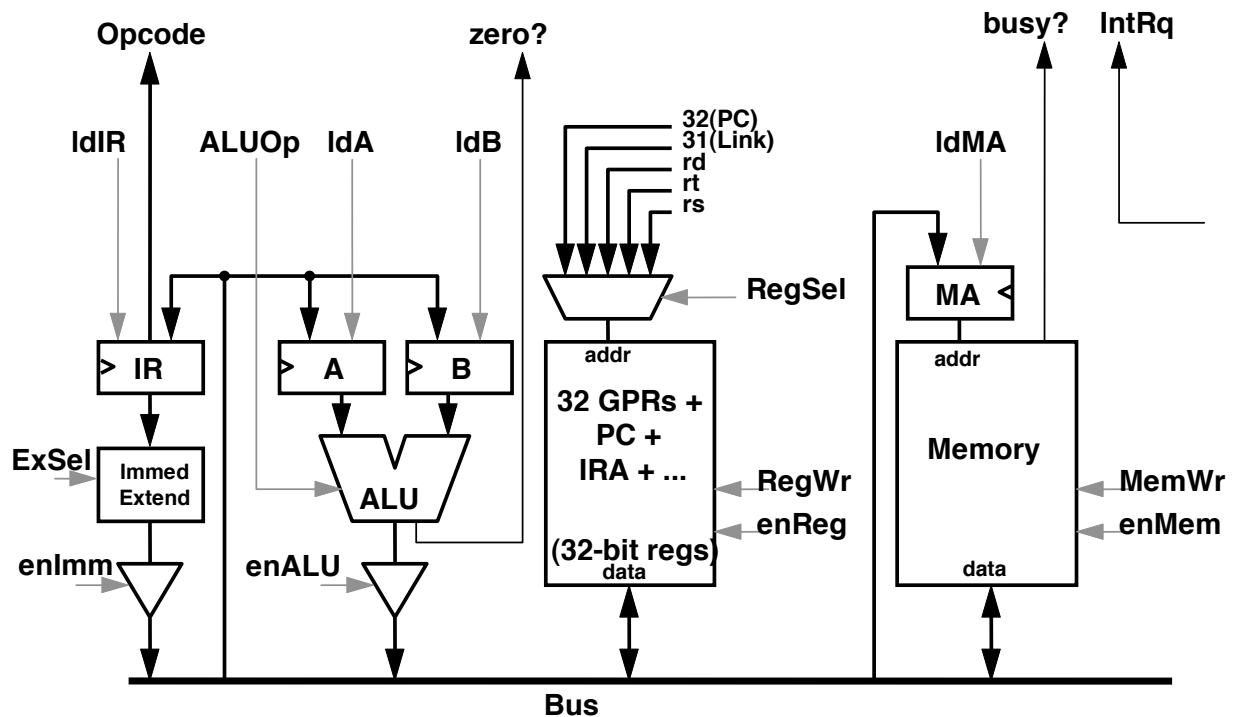 Opcode
zero?
busy?
IntRq
ldIR
ALUOp
ldA
ldB
32(PC)
31(Link)
rd
rt
rs
ldMA
RegSel
MA
IR
A
B
addr
addr
32 GPRs +
PC +
IRA + ...
Memory
ExSel
Immed
Extend
ALU
RegWr
MemWr
enReg
enMem
(32-bit regs)
data
data
enImm
enALU
Bus